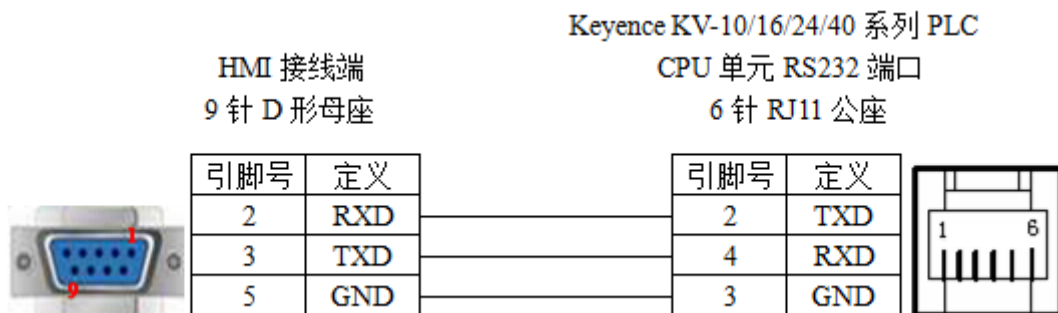 Keyence KV-10/16/24/40 系列 PLC
HMI 接线端
CPU 单元 RS232 端口
9 针 D 形母座
6 针 RJ11 公座
引脚号 定义 引脚号 定义
2 RXD 2 TXD
3 TXD 4 RXD
5 GND 3 GND
1
9
1 6